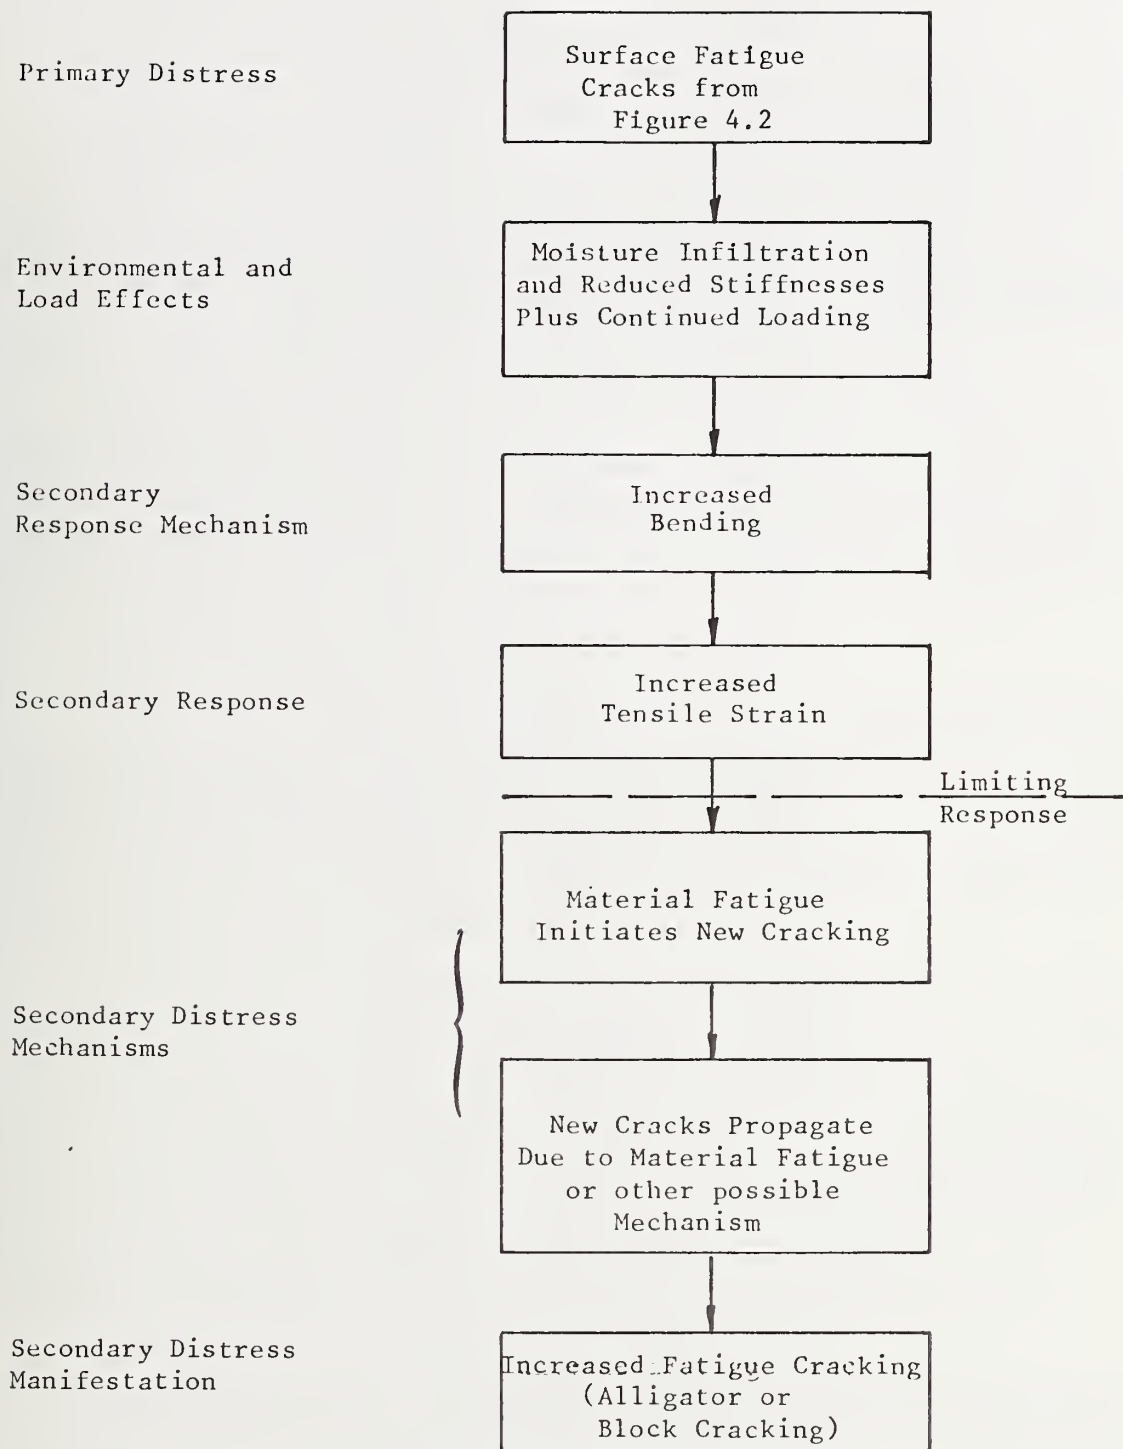 Primary Distress
Surface Fatigue
Cracks from
Figure 4.2
Environmental and
Load Effects
Moisture Infiltration
and Reduced Stiffnesses
Plus Continued Loading
Secondary
Response Mechanism
Increased
Bending
Secondary Response
Increased
Tensile Strain
Limiting
Response
Material Fatigue
Initiates New Cracking
Secondary Distress
Mechanisms
New Cracks Propagate
Due to Material Fatigue
or other possible
Mechanism
Secondary Distress
Manifestation
Increased Fatigue Cracking
(Alligator or
Block Cracking)